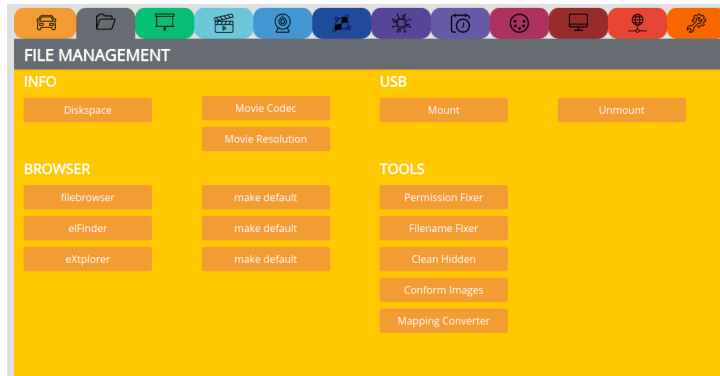 FILE MANAGEMENT
INFO
Diskspace
Movie Codec
Movie Resolution
USB
Mount
Unmount
BROWSER
filebrowser
make default
elFinder
make default
eXtplorer
make default
TOOLS
Permission Fixer
Filename Fixer
Clean Hidden
Conform Images
Mapping Converter